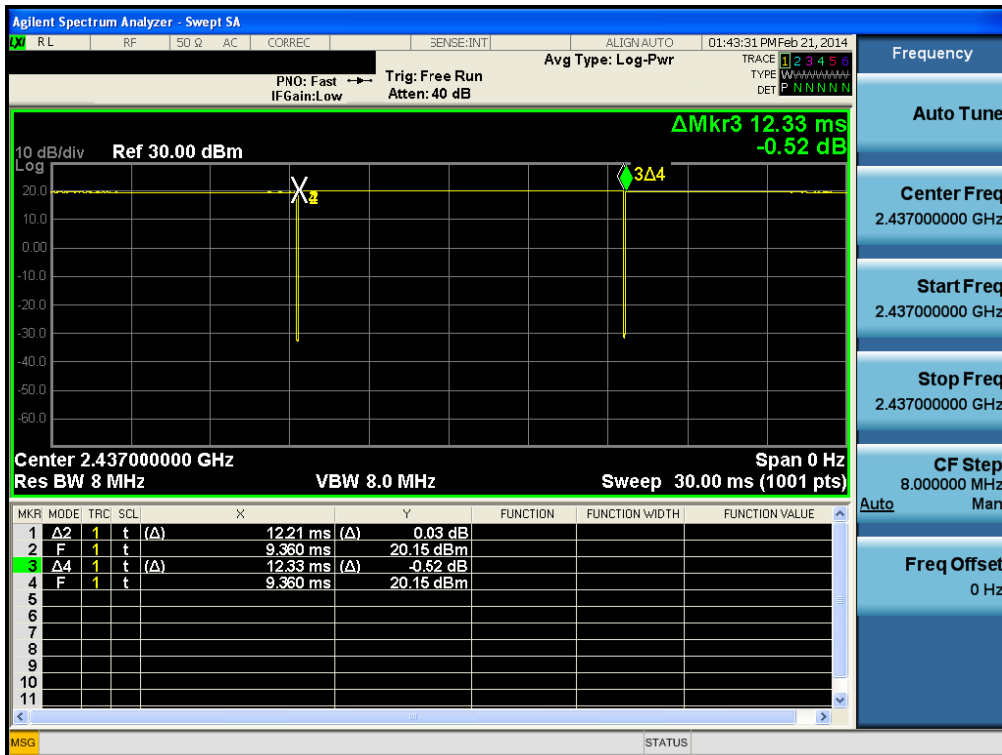 Agilent Spectrum Analyzer - Swept SA
LXI RL RF 50 Ω AC CORREC SENSE:INT ALIGN AUTO 01:43:31 PM Feb 21, 2014
Avg Type: Log-Pwr
TRACE 1 2 3 4 5 6
PNO: Fast Trig: Free Run
TYPE
IFGain:Low Atten: 40 dB
DET P N N N N N
ΔMkr3 12.33 ms
-0.52 dB
10 dB/div Ref 30.00 dBm
Log
20.0
10.0
0.00
-10.0
-20.0
-30.0
-40.0
-50.0
-60.0
3Δ4
Center 2.437000000 GHz Span 0 Hz
Res BW 8 MHz VBW 8.0 MHz Sweep 30.00 ms (1001 pts)
MKR MODE TRC SCL X Y FUNCTION FUNCTION WIDTH FUNCTION VALUE
1 Δ2 1 t (Δ) 12.21 ms (Δ) 0.03 dB
2 F 1 t 9.360 ms 20.15 dBm
3 Δ4 1 t (Δ) 12.33 ms (Δ) -0.52 dB
4 F 1 t 9.360 ms 20.15 dBm
5
6
7
8
9
10
11
MSG STATUS
Frequency
Auto Tune
Center Freq
2.437000000 GHz
Start Freq
2.437000000 GHz
Stop Freq
2.437000000 GHz
CF Step
8.000000 MHz
Auto Man
Freq Offset
0 Hz